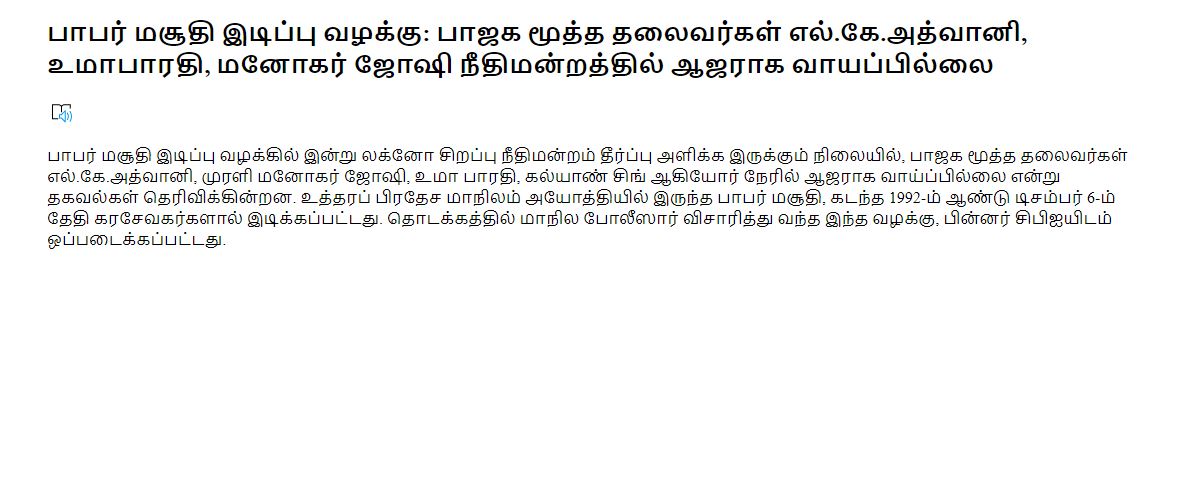 பாபர் மசூதி இடிப்பு வழக்கு: பாஜக மூத்த தலைவர்கள் எல்.கே.அத்வானி,
உமாபாரதி, மனோகர் ஜோஷி நீதிமன்றத்தில் ஆஜராக வாயப்பில்லை
பாபர் மசூதி இடிப்பு வழக்கில் இன்று லக்னோ சிறப்பு நீதிமன்றம் தீர்ப்பு அளிக்க இருக்கும் நிலையில், பாஜக மூத்த தலைவர்கள்
எல்.கே.அத்வானி, முரளி மனோகர் ஜோஷி, உமா பாரதி, கல்யாண் சிங் ஆகியோர் நேரில் ஆஜராக வாய்ப்பில்லை என்று
தகவல்கள் தெரிவிக்கின்றன. உத்தரப் பிரதேச மாநிலம் அயோத்தியில் இருந்த பாபர் மசூதி, கடந்த 1992-ம் ஆண்டு டிசம்பர் 6-ம்
தேதி கரசேவகர்களால் இடிக்கப்பட்டது. தொடக்கத்தில் மாநில போலீஸார் விசாரித்து வந்த இந்த வழக்கு, பின்னர் சிபிஐயிடம்
ஒப்படைக்கப்பட்டது.